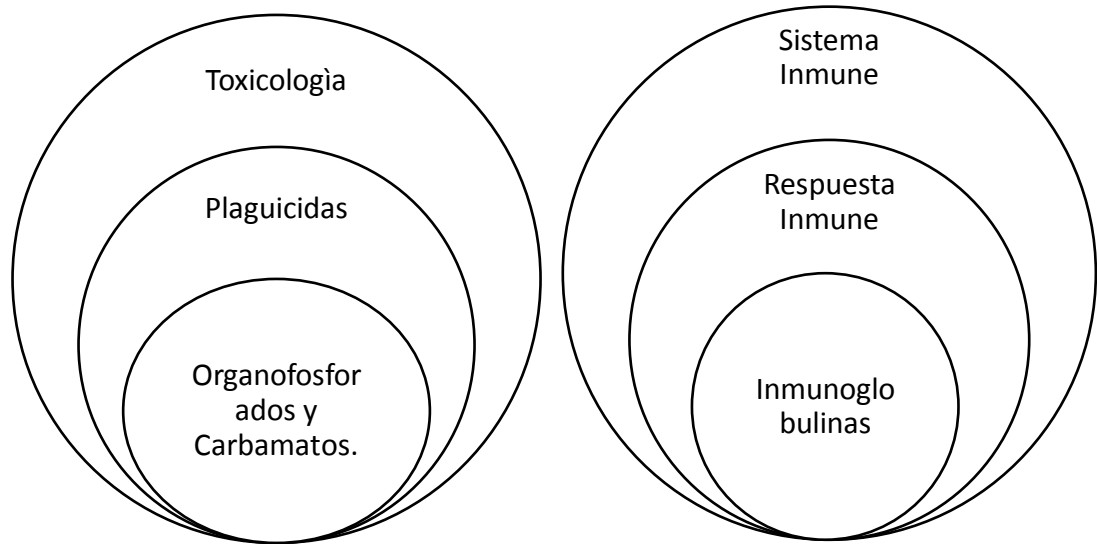 Toxicologìa
Plaguicidas
Organofosfor
ados y
Carbamatos.
Sistema
Inmune
Respuesta
Inmune
Inmunoglo
bulinas